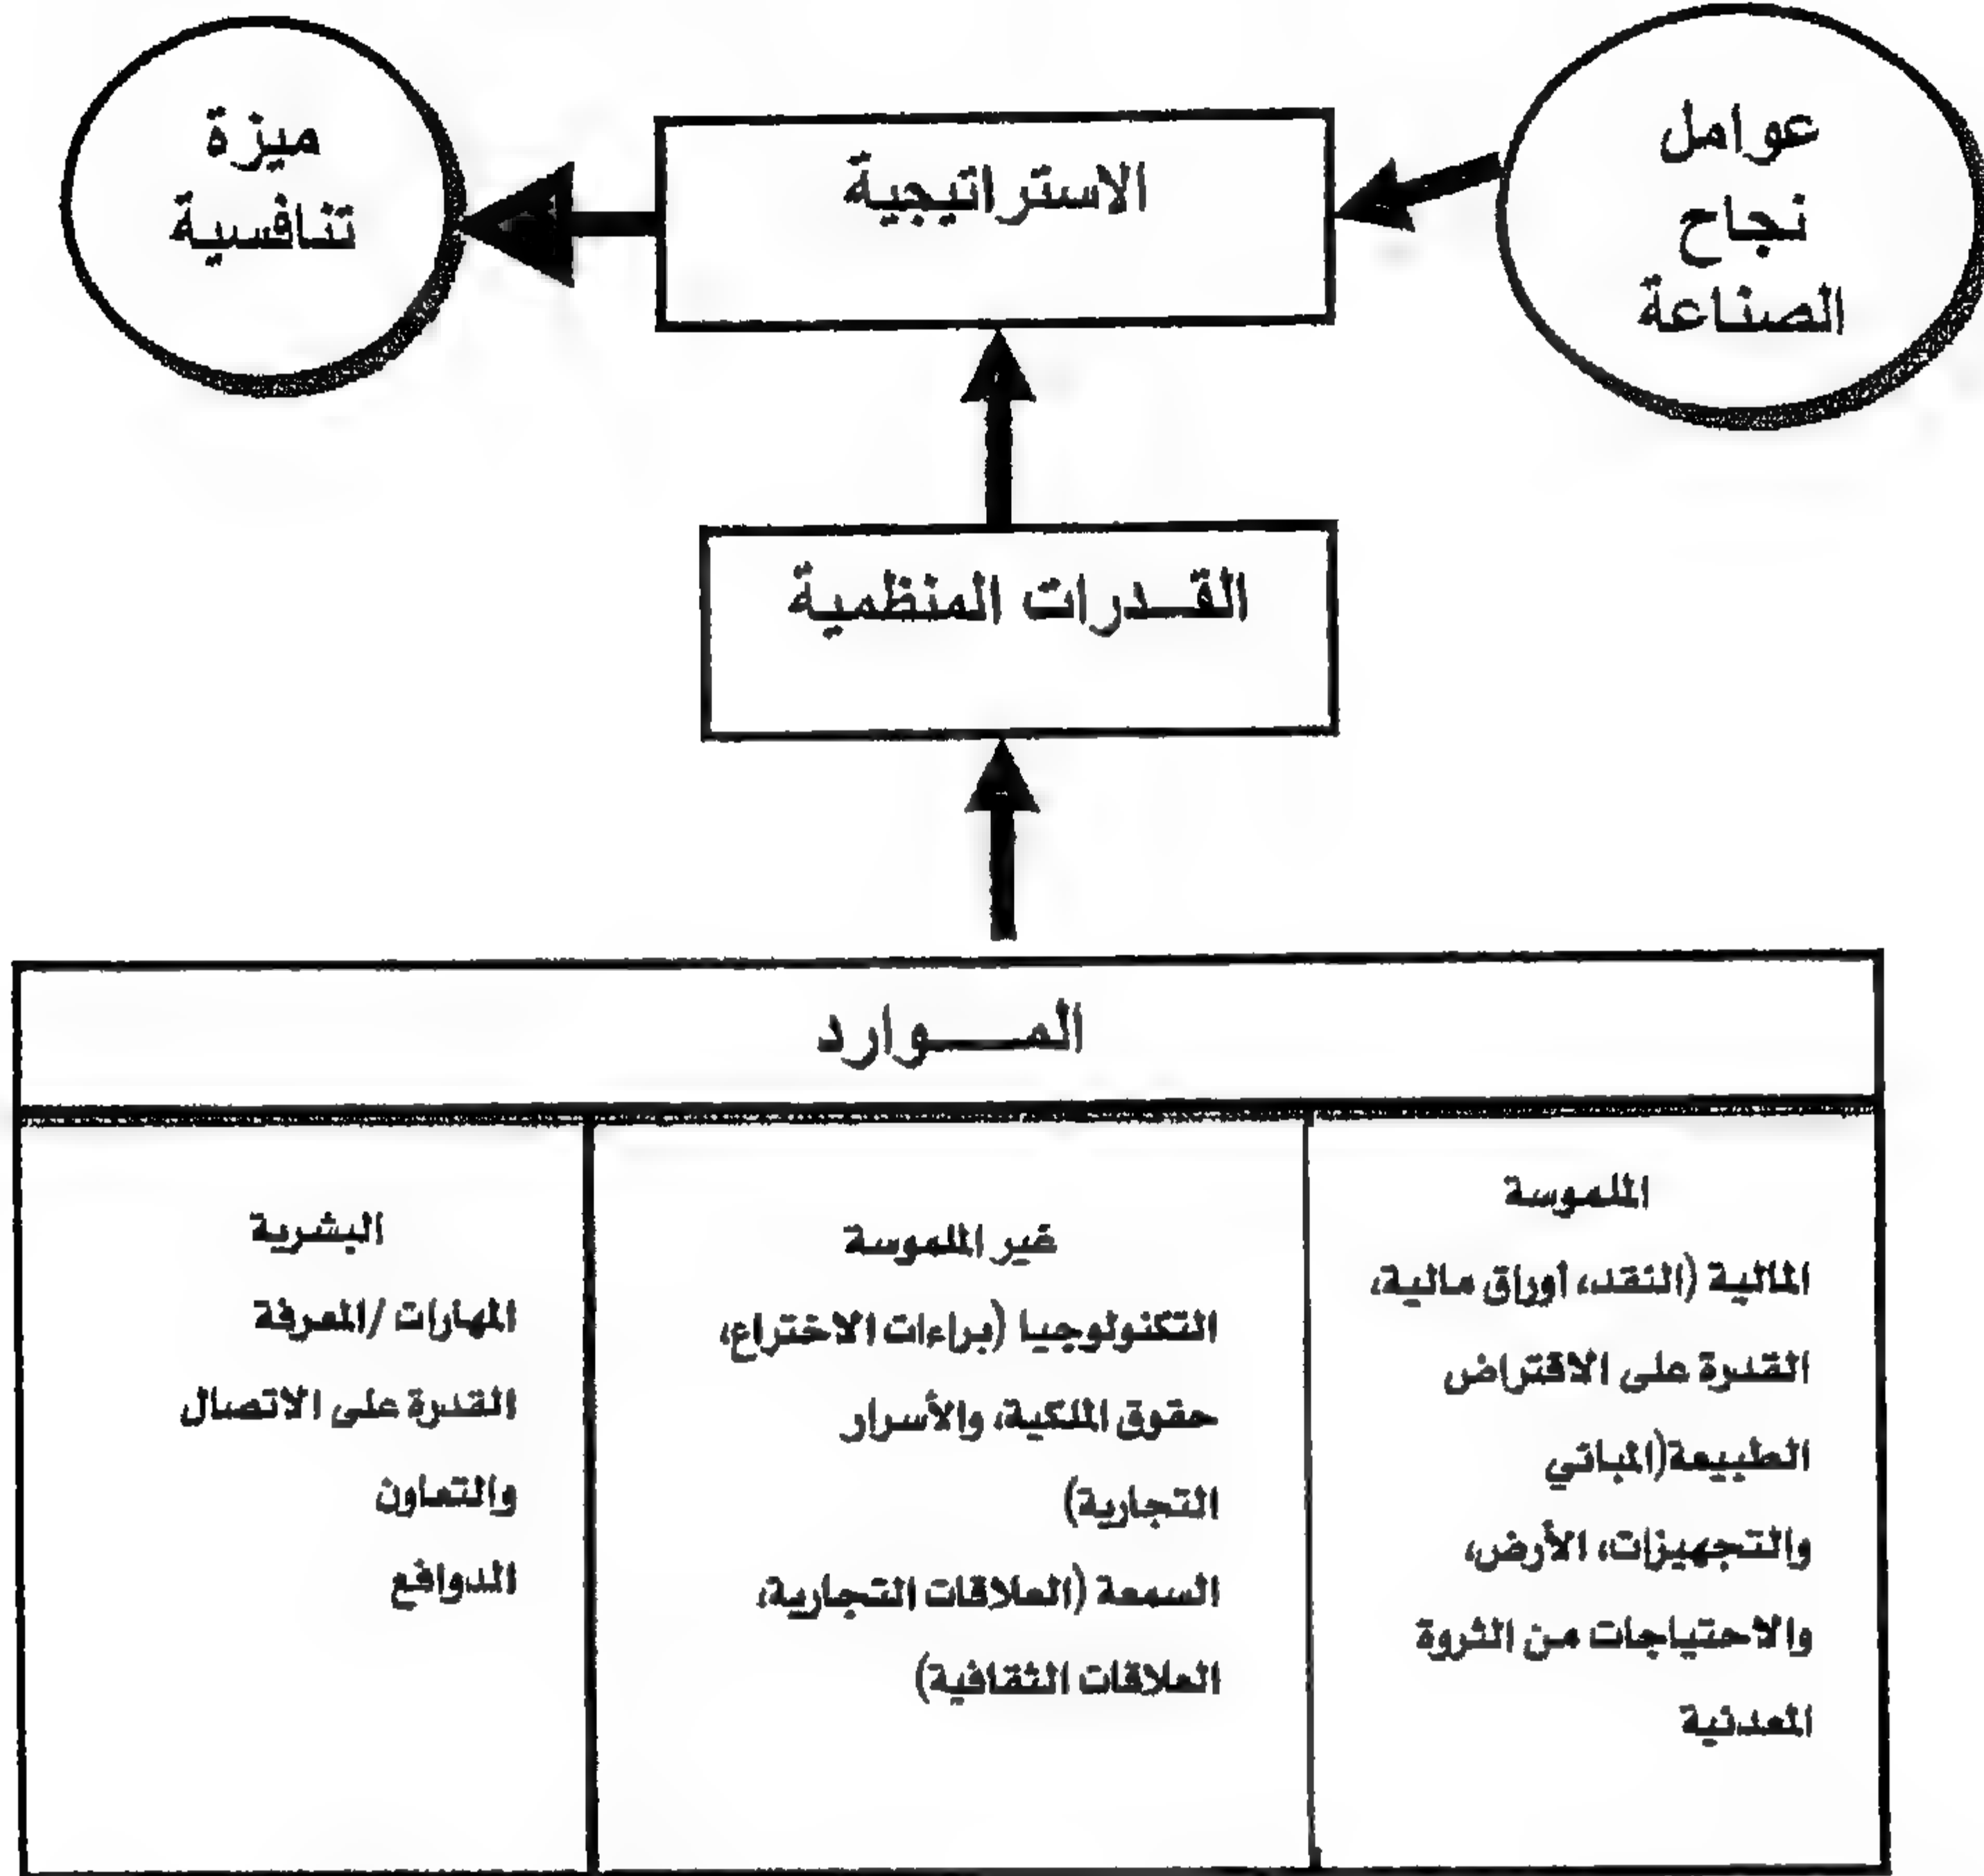 عوامل
نجاح
الصناعة
الاستراتيجية
ميزة
تنافسية
القـــدرات المنظمية
المـــــوارد
الملموسة
المالية (النقد، أوراق مالية،
القدرة على الاقتراض
الطبيعة(المباني
والتجهيزات، الأرض،
والاحتياجات من الثروة
المعدنية
غير الملموسة
التكنولوجيا (براءات الاختراع،
حقوق الملكية، والأسرار
التجارية)
السمعة (العلاقات التجارية،
العلاقات الثقافية)
البشرية
المهارات /المعرفة
القدرة على الاتصال
والتعاون
الدوافع